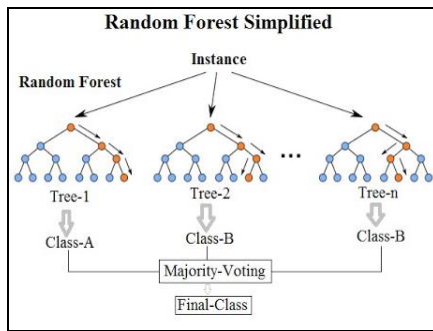 Random Forest Simplified
Instance
Random Forest
...
Tree-1
Tree-2
Tree-n
Class-A
Class-B
Class-B
Majority-Voting
Final-Class